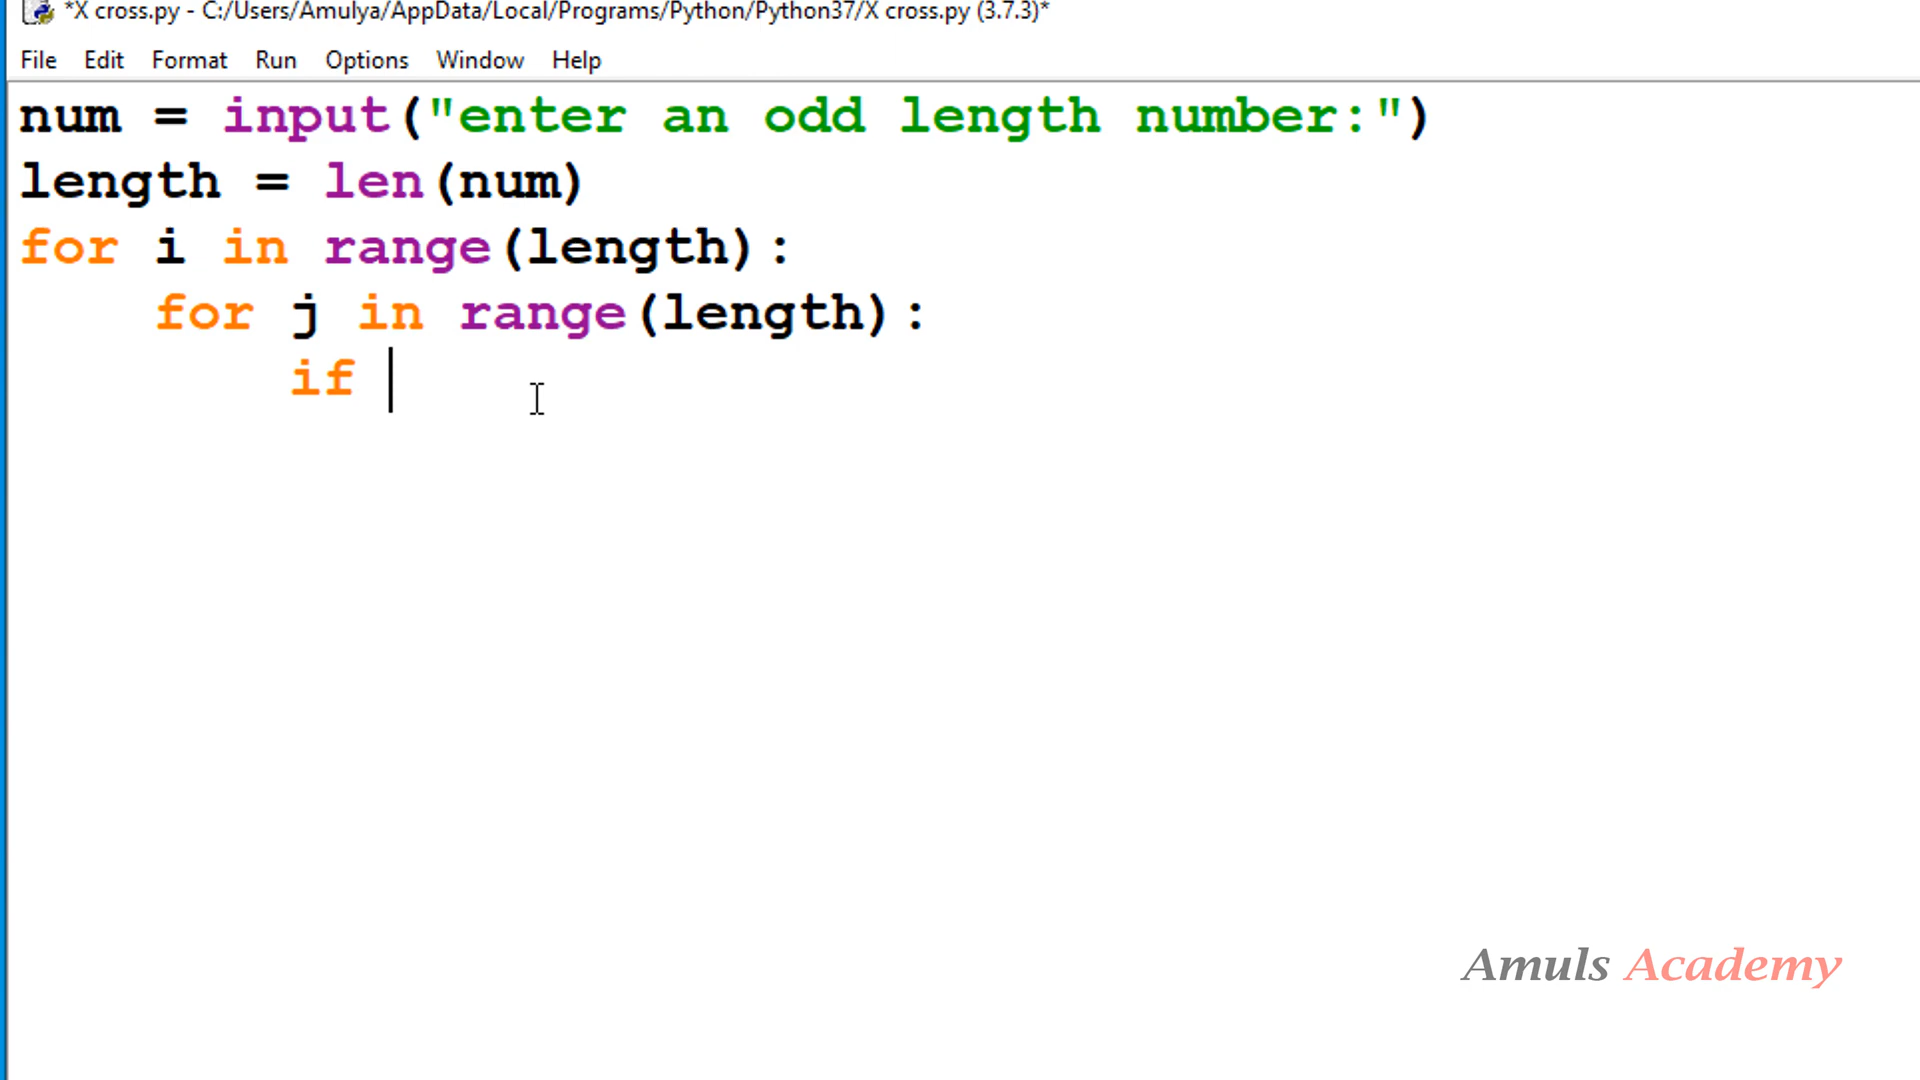 *X cross.py - C:/Users/Amulya/AppData/Local/Programs/Python/Python37/X cross.py (3.7.3)*
File Edit Format Run Options Window Help
num = input("enter an odd length number:")
length = len(num)
for i in range(length):
    for j in range(length):
        if
Amuls Academy